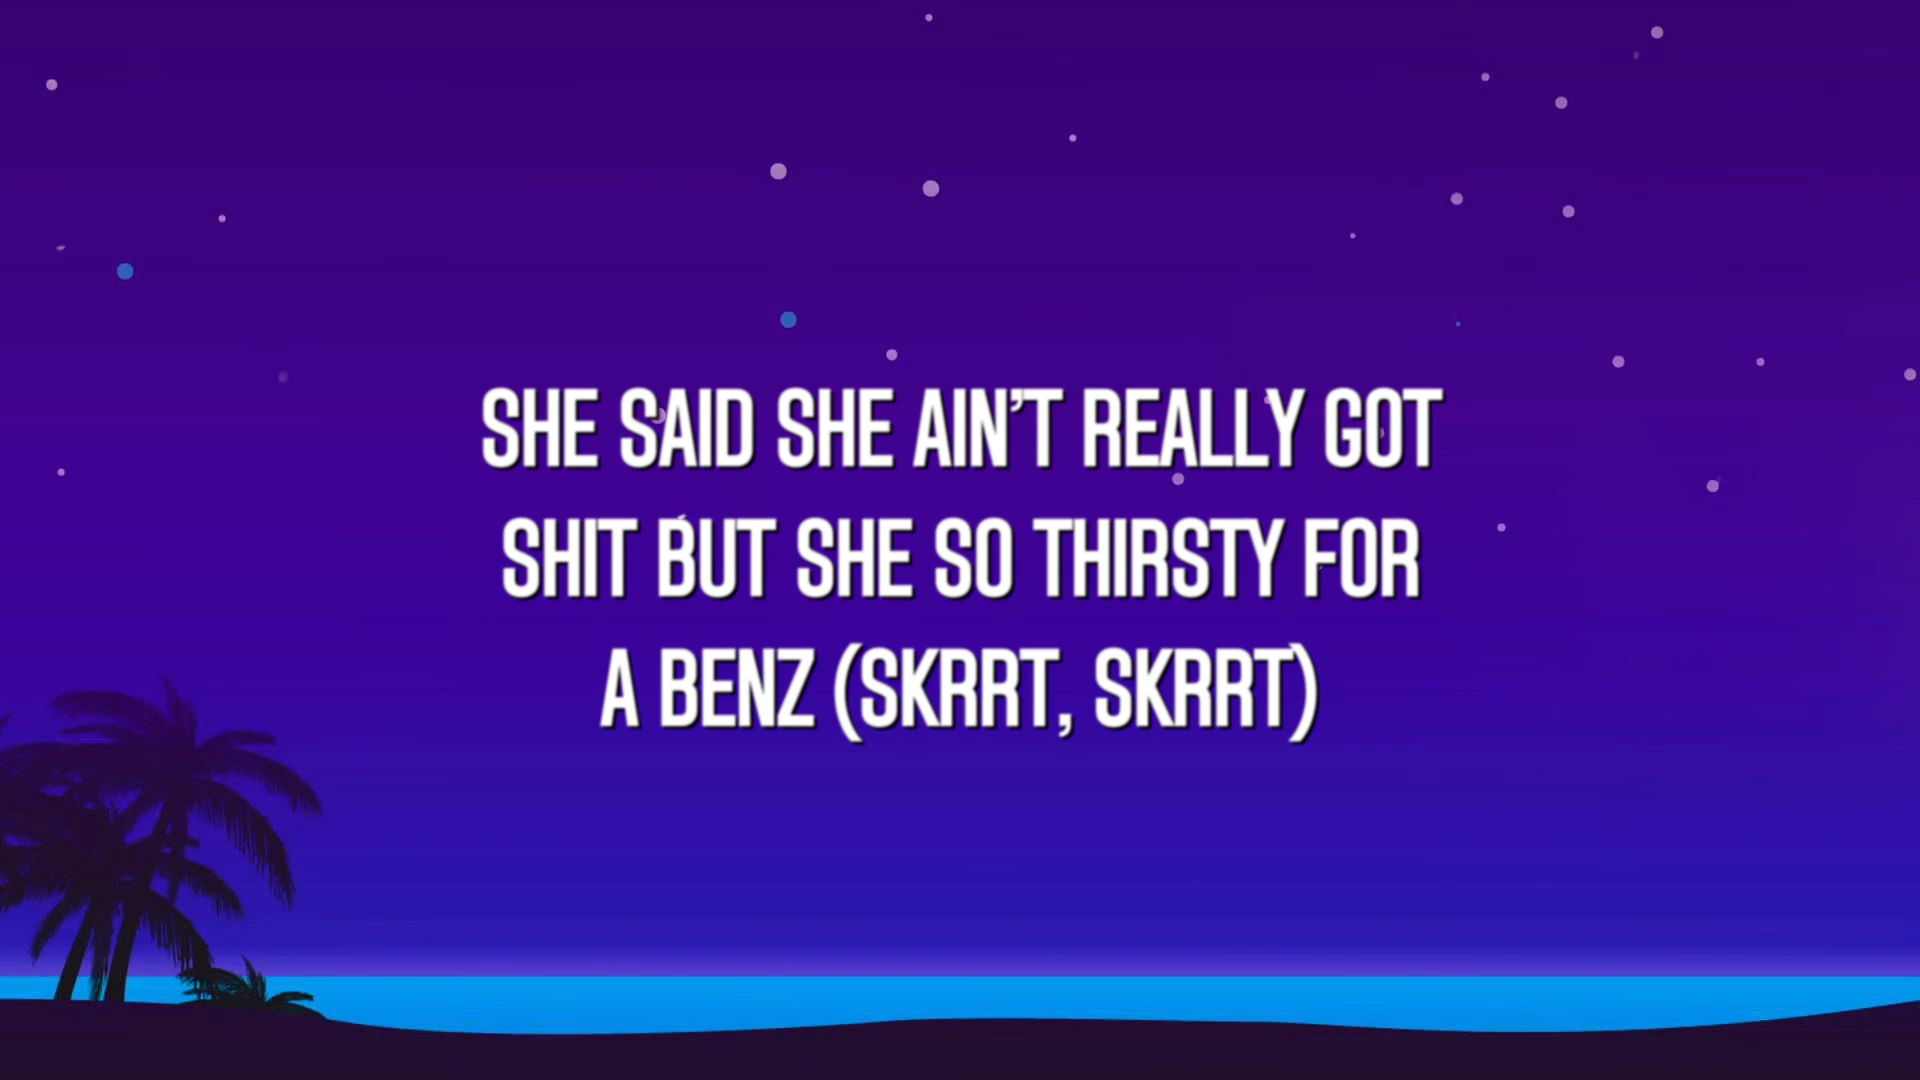 SHE SAID SHE AIN'T REALLY GOT
SHIT BUT SHE SO THIRSTY FOR
A BENZ (SKRRT, SKRRT)